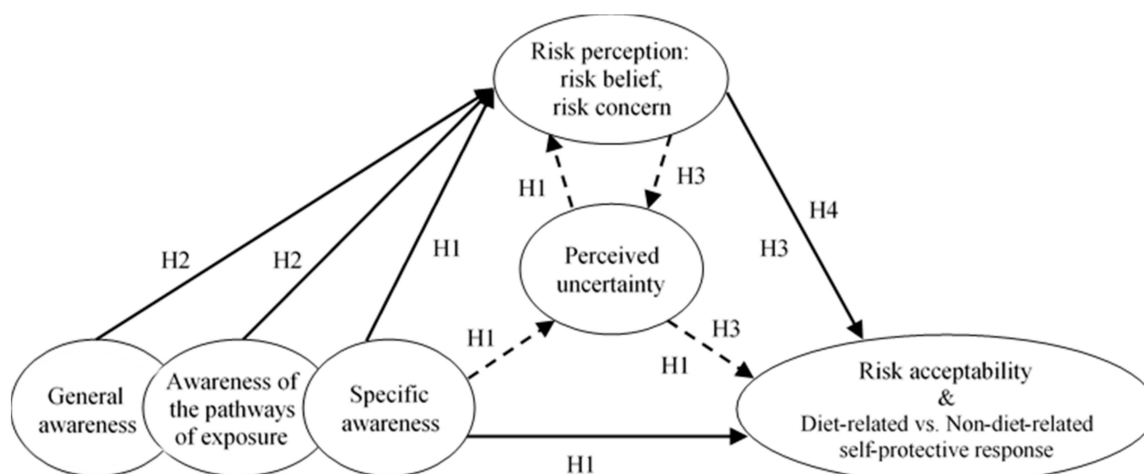 Risk perception:
risk belief,
risk concern
H1
H3
H4
H2
H2
H1
H3
Perceived
uncertainty
H1
H3
H1
General
awareness
Awareness of
the pathways
of exposure
Specific
awareness
Risk acceptability
&
Diet-related vs. Non-diet-related
self-protective response
H1